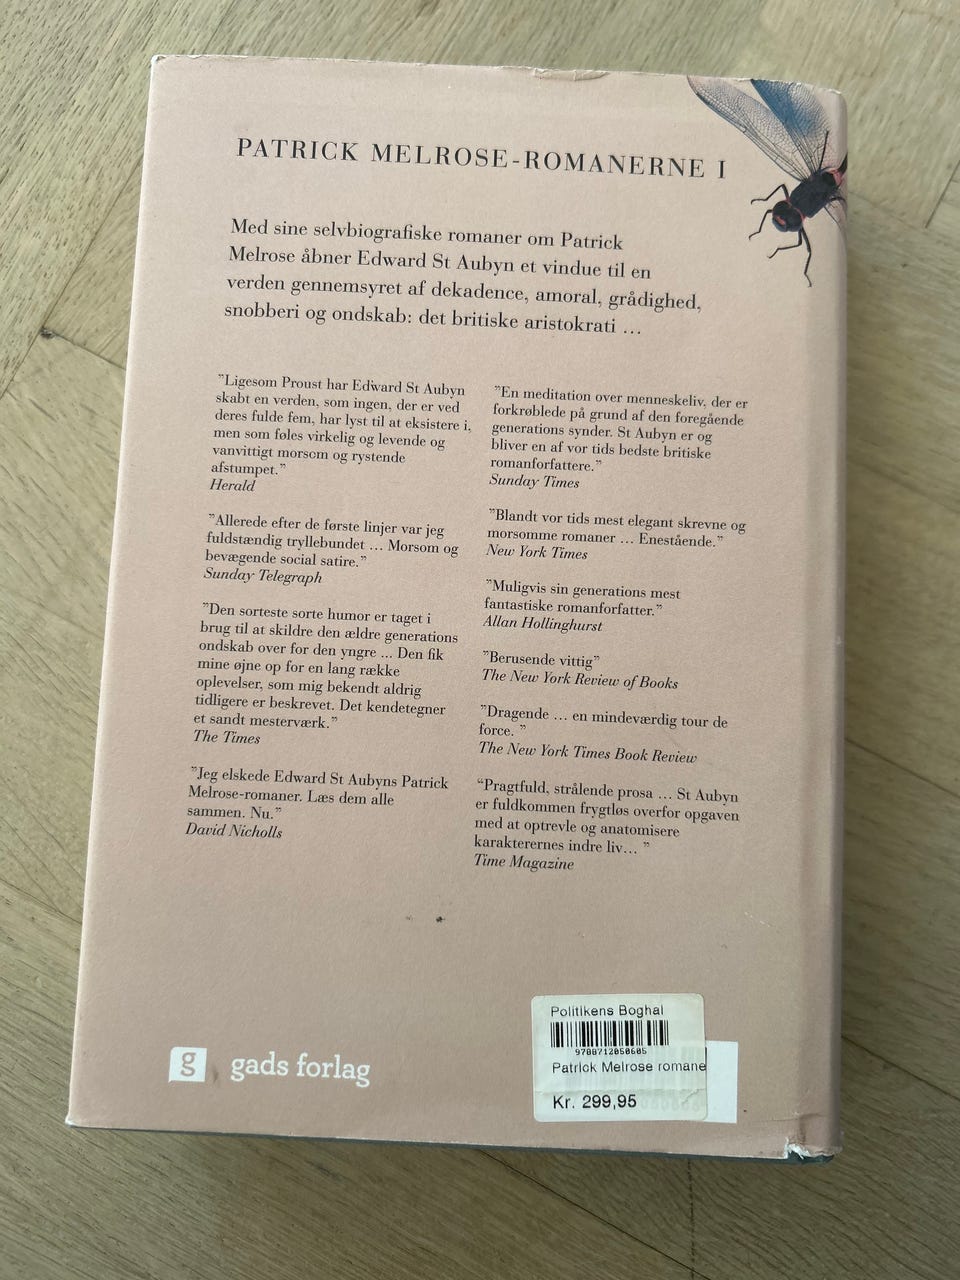 PATRICK MELROSE-ROMANERNE I
Med sine selvbiografiske romaner om Patrick
Melrose åbner Edward St Aubyn et vindue til en
verden gennemsyret af dekadence, amoral, grådighed,
snobberi og ondskab: det britiske aristokrati ...
”Ligesom Proust har Edward St Aubyn
skabt en verden, som ingen, der er ved
deres fulde fem, har lyst til at eksistere i,
men som føles virkelig og levende og
vanvittigt morsom og rystende
afstumpet.”
Herald
”Allerede efter de første linjer var jeg
fuldstændig tryllebundet ... Morsom og
bevægende social satire.”
Sunday Telegraph
”Den sorteste sorte humor er taget i
brug til at skildre den ældre generations
ondskab over for den yngre ... Den fik
mine øjne op for en lang række
oplevelser, som mig bekendt aldrig
tidligere er beskrevet. Det kendetegner
et sandt mesterværk.”
The Times
”Jeg elskede Edward St Aubyns Patrick
Melrose-romaner. Læs dem alle
sammen. Nu.”
David Nicholls
”En meditation over menneskeliv, der er
forkrøblede på grund af den foregående
generations synder. St Aubyn er og
bliver en af vor tids bedste britiske
romanforfattere.”
Sunday Times
”Blandt vor tids mest elegant skrevne og
morsomme romaner ... Enestående.”
New York Times
”Muligvis sin generations mest
fantastiske romanforfatter.”
Allan Hollinghurst
”Berusende vittig”
The New York Review of Books
”Dragende ... en mindeværdig tour de
force. ”
The New York Times Book Review
“Pragtfuld, strålende prosa ... St Aubyn
er fuldkommen frygtløs overfor opgaven
med at optrevle og anatomisere
karakterernes indre liv... ”
Time Magazine
g gads forlag
Politikens Boghal
9788712050605
Patrick Melrose romane
Kr. 299,95